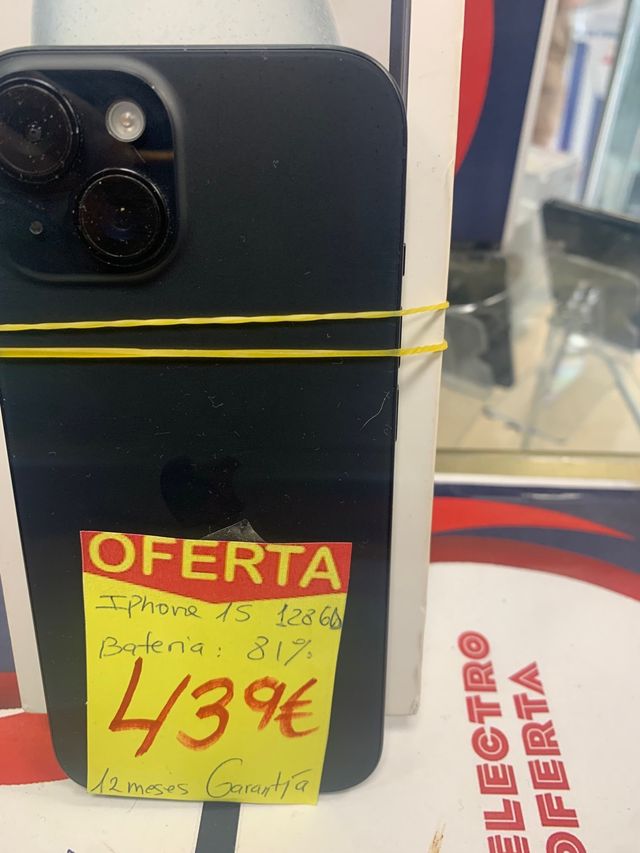 OFERTA
Iphone 15 128Gb
Bateria: 81%
439€
12 meses Garantía
ELECTRO
OFERTA